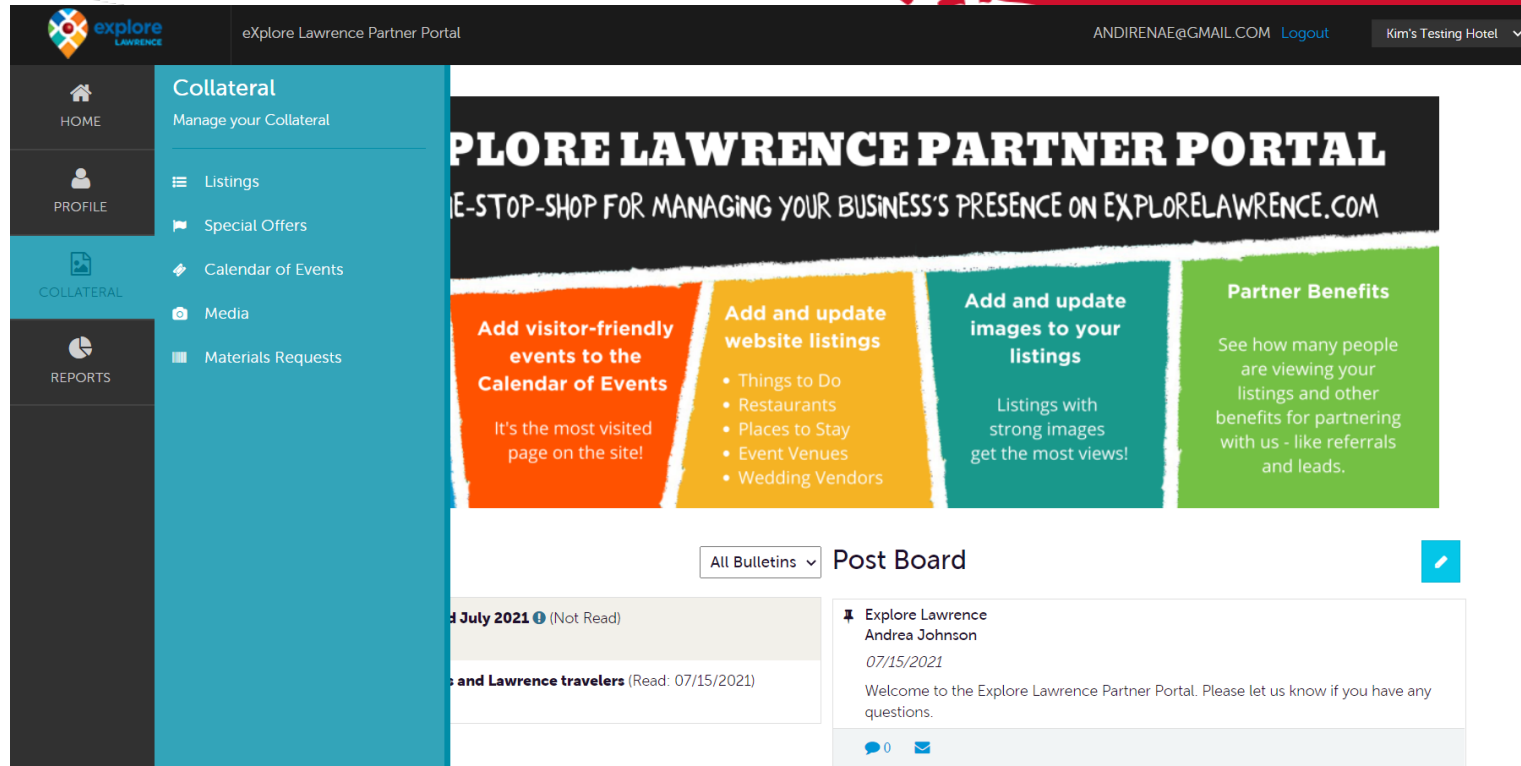 explore
LAWRENCE
eXplore Lawrence Partner Portal
ANDIRENAE@GMAIL.COM Logout
Kim's Testing Hotel
HOME
PROFILE
COLLATERAL
REPORTS
Collateral
Manage your Collateral
Listings
Special Offers
Calendar of Events
Media
Materials Requests
PLORE LAWRENCE PARTNER PORTAL
E-STOP-SHOP FOR MANAGiNG YOUR BUSiNESS'S PRESENCE ON EXPLORELAWRENCE.COM
Add visitor-friendly
events to the
Calendar of Events
It's the most visited
page on the site!
Add and update
website listings
• Things to Do
• Restaurants
• Places to Stay
• Event Venues
• Wedding Vendors
Add and update
images to your
listings
Listings with
strong images
get the most views!
Partner Benefits
See how many people
are viewing your
listings and other
benefits for partnering
with us - like referrals
and leads.
All Bulletins
d July 2021 (Not Read)
s and Lawrence travelers (Read: 07/15/2021)
Post Board
Explore Lawrence
Andrea Johnson
07/15/2021
Welcome to the Explore Lawrence Partner Portal. Please let us know if you have any
questions.
0